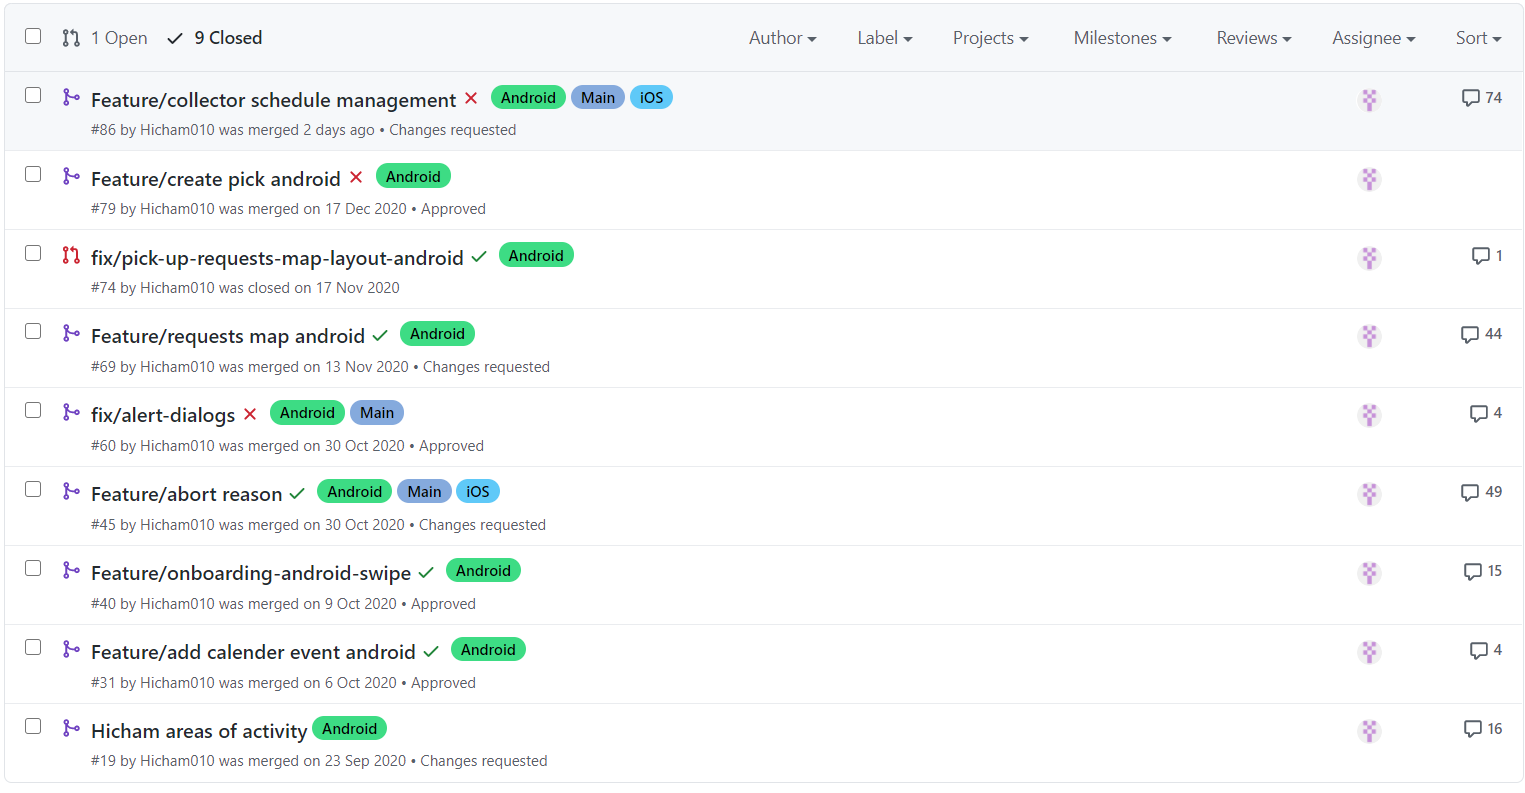 1 Open 9 Closed Author Label Projects Milestones Reviews Assignee Sort
Feature/collector schedule management Android Main iOS 74
#86 by Hicham010 was merged 2 days ago • Changes requested
Feature/create pick android Android
#79 by Hicham010 was merged on 17 Dec 2020 • Approved
fix/pick-up-requests-map-layout-android Android 1
#74 by Hicham010 was closed on 17 Nov 2020
Feature/requests map android Android 44
#69 by Hicham010 was merged on 13 Nov 2020 • Changes requested
fix/alert-dialogs Android Main 4
#60 by Hicham010 was merged on 30 Oct 2020 • Approved
Feature/abort reason Android Main iOS 49
#45 by Hicham010 was merged on 30 Oct 2020 • Changes requested
Feature/onboarding-android-swipe Android 15
#40 by Hicham010 was merged on 9 Oct 2020 • Approved
Feature/add calender event android Android 4
#31 by Hicham010 was merged on 6 Oct 2020 • Approved
Hicham areas of activity Android 16
#19 by Hicham010 was merged on 23 Sep 2020 • Changes requested